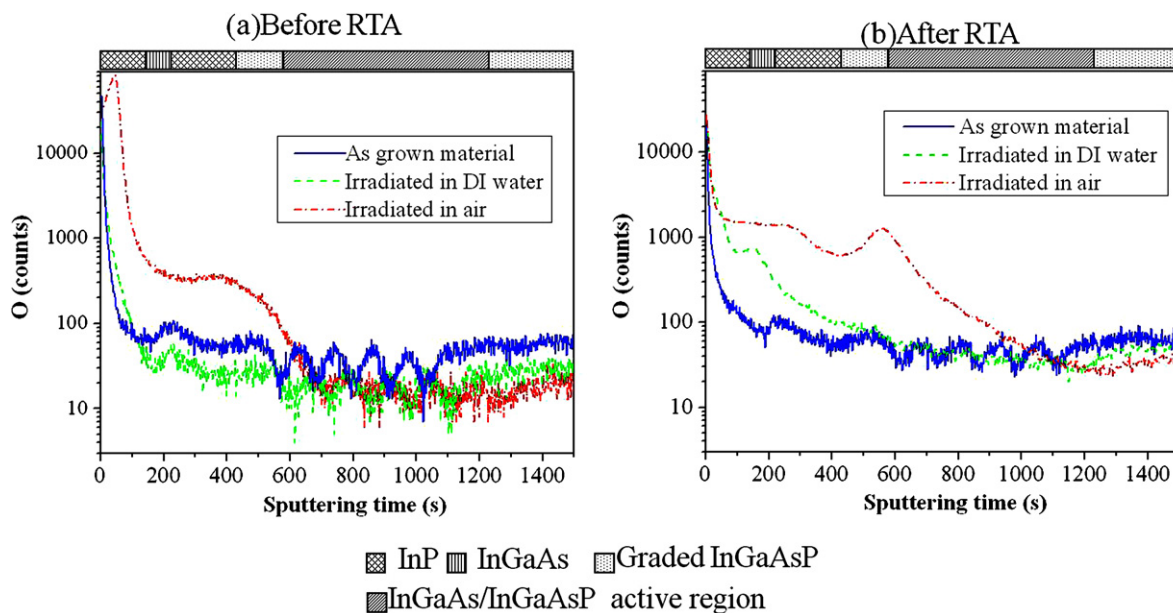 (a)Before RTA
(b)After RTA
As grown material
Irradiated in DI water
Irradiated in air
As grown material
Irradiated in DI water
Irradiated in air
10000
1000
100
10
O (counts)
0 200 400 600 800 1000 1200 1400
Sputtering time (s)
10000
1000
100
10
O (counts)
0 200 400 600 800 1000 1200 1400
Sputtering time (s)
InP InGaAs Graded InGaAsP
InGaAs/InGaAsP active region